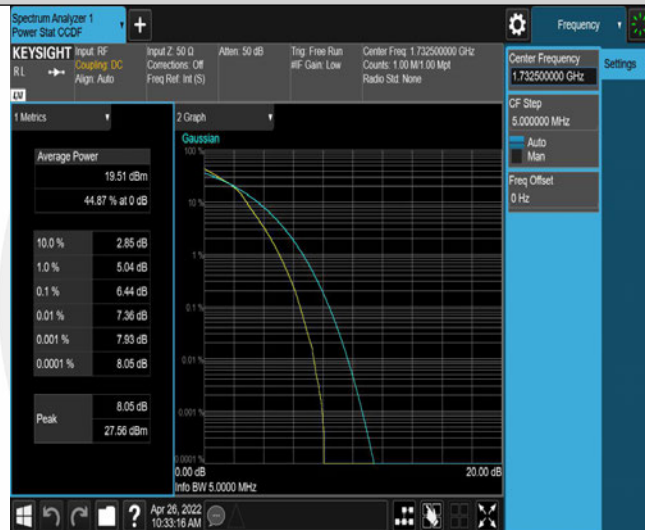 Spectrum Analyzer 1
Power Stat CCDF
+
Frequency
KEYSIGHT
R L
LXI
Input: RF
Coupling: DC
Align: Auto
Input Z: 50 Ω
Corrections: Off
Freq Ref: Int (S)
Atten: 50 dB
Trig: Free Run
#IF Gain: Low
Center Freq: 1.732500000 GHz
Counts: 1.00 M/1.00 Mpt
Radio Std: None
Center Frequency
1.732500000 GHz
Settings
CF Step
5.000000 MHz
Auto
Man
Freq Offset
0 Hz
1 Metrics
Average Power
19.51 dBm
44.87 % at 0 dB
10.0 % 2.85 dB
1.0 % 5.04 dB
0.1 % 6.44 dB
0.01 % 7.36 dB
0.001 % 7.93 dB
0.0001 % 8.05 dB
Peak
8.05 dB
27.56 dBm
2 Graph
Gaussian
100 %
10 %
1 %
0.1 %
0.01 %
0.001 %
0.0001 %
0.00 dB
20.00 dB
Info BW 5.0000 MHz
?
Apr 26, 2022
10:33:16 AM